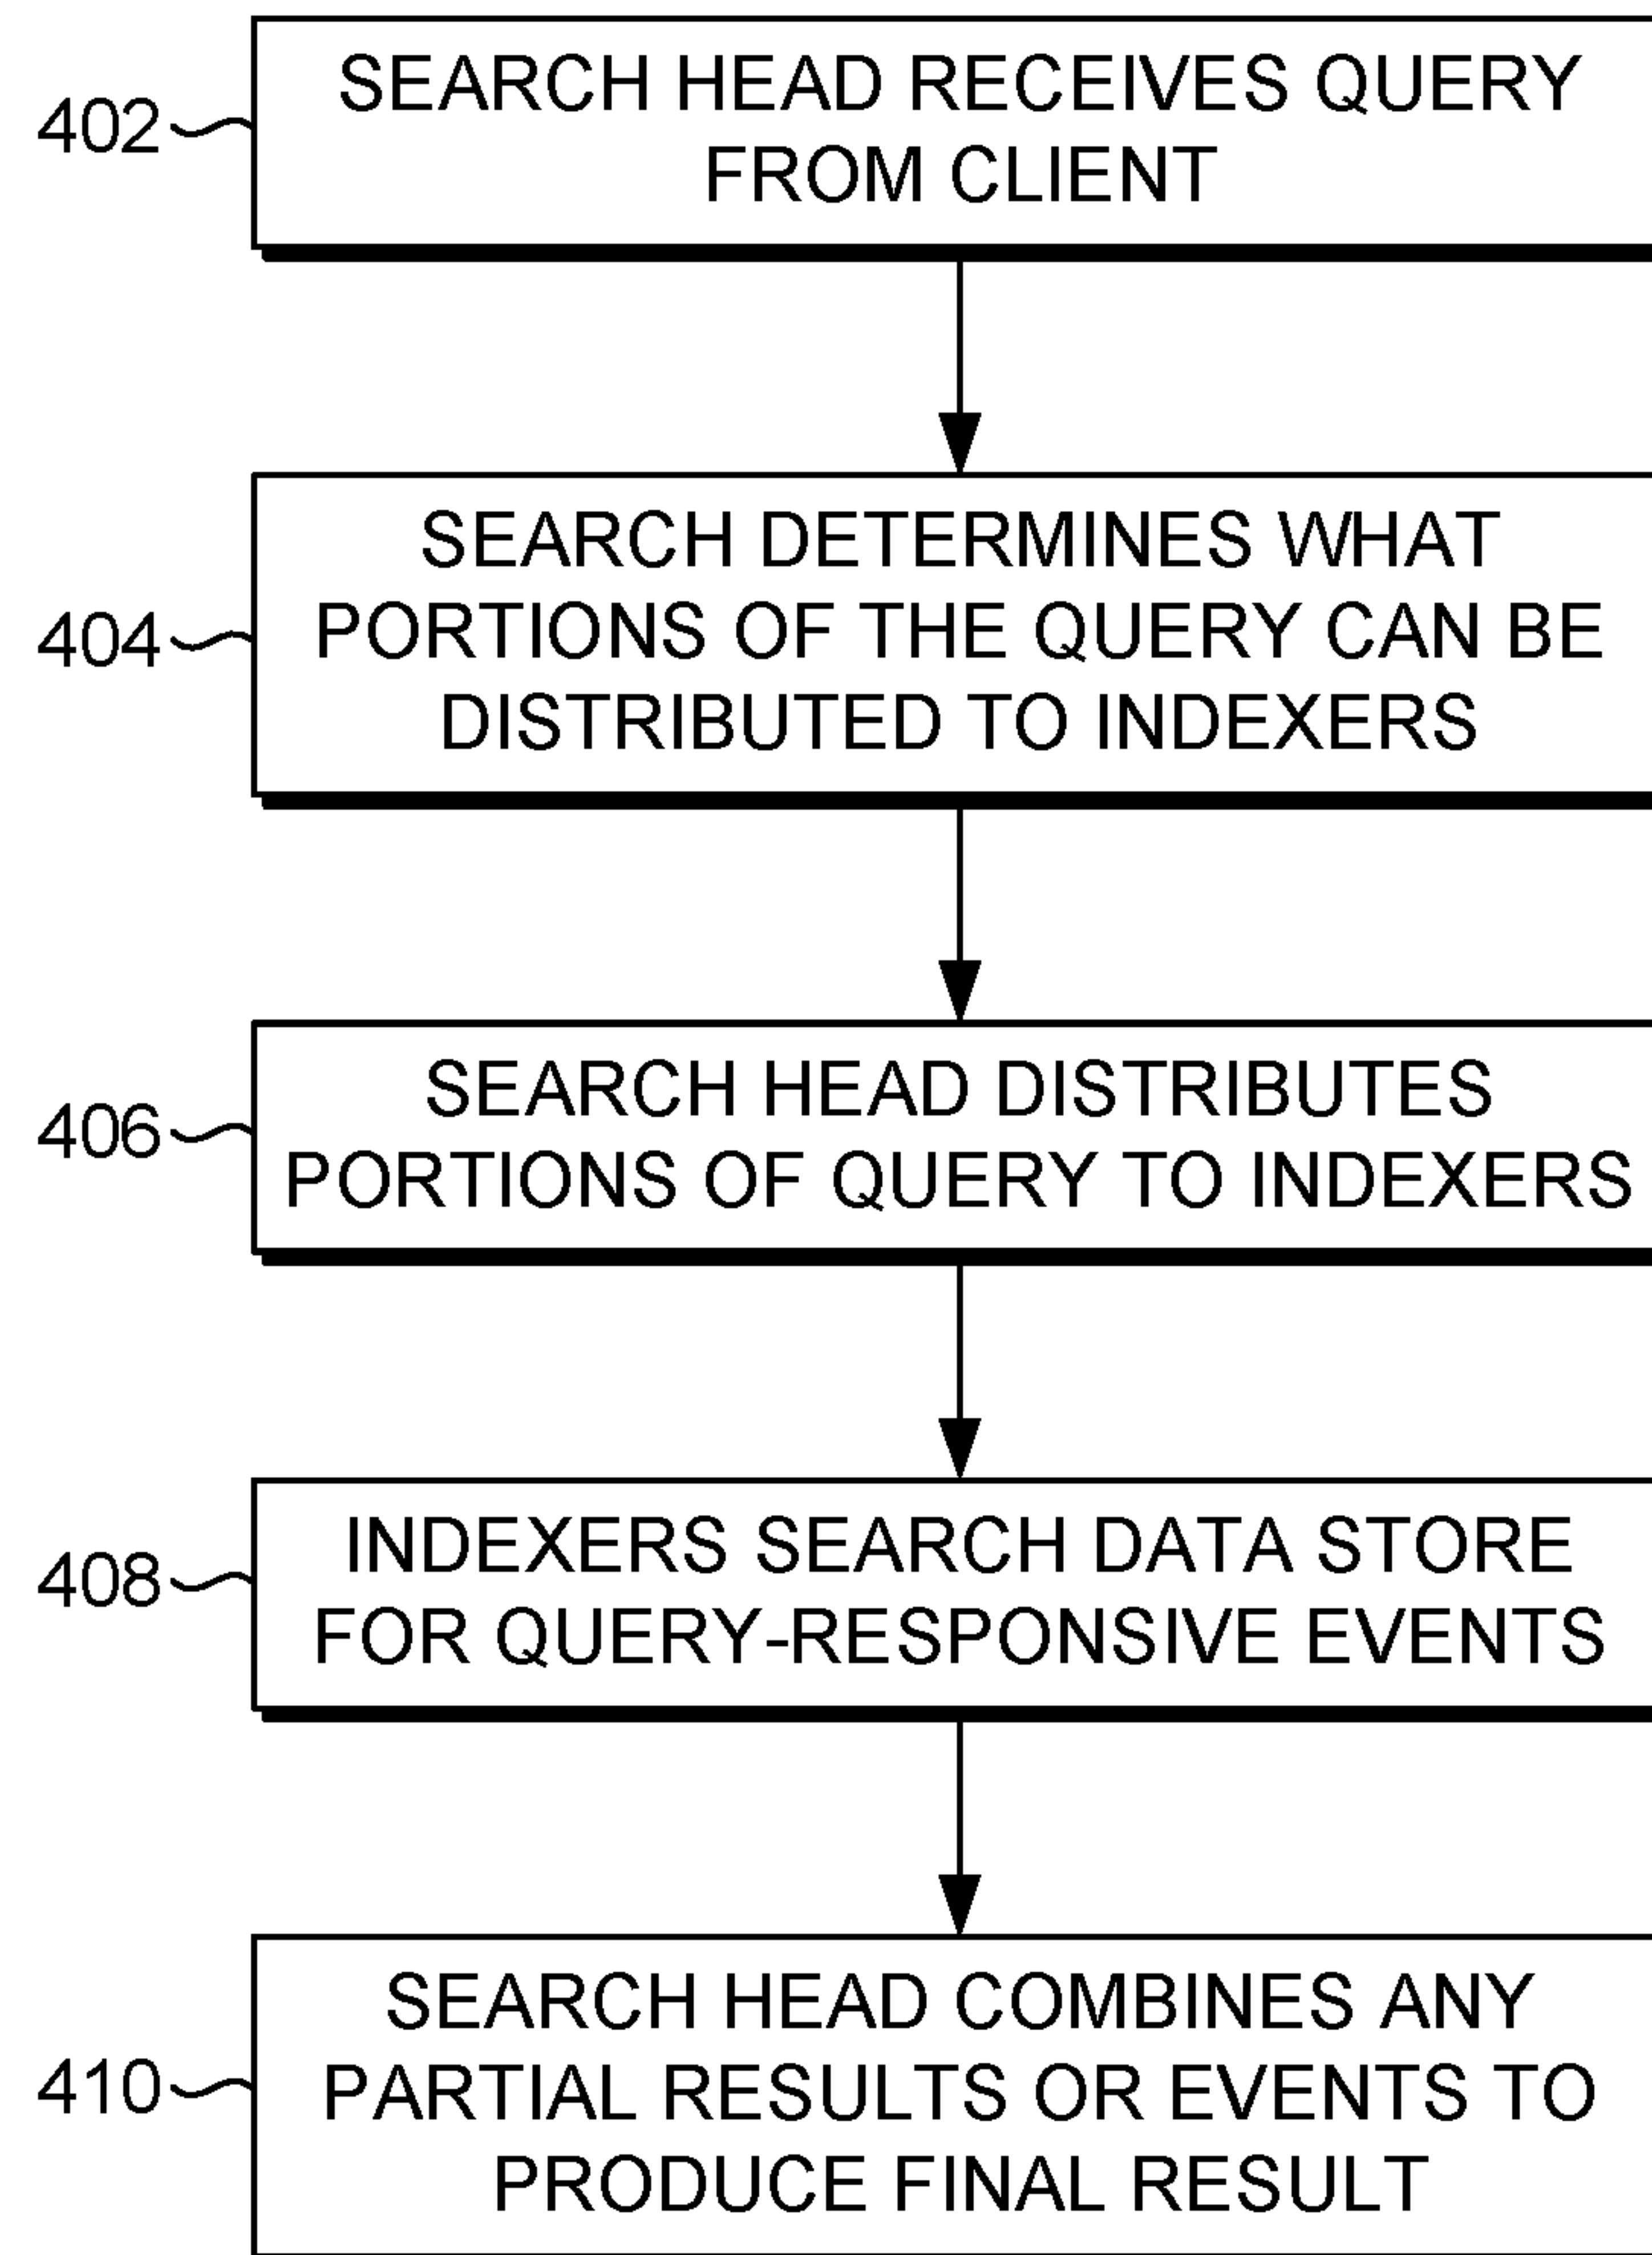 402
SEARCH HEAD RECEIVES QUERY
FROM CLIENT
404
SEARCH DETERMINES WHAT
PORTIONS OF THE QUERY CAN BE
DISTRIBUTED TO INDEXERS
406
SEARCH HEAD DISTRIBUTES
PORTIONS OF QUERY TO INDEXERS
408
INDEXERS SEARCH DATA STORE
FOR QUERY-RESPONSIVE EVENTS
410
SEARCH HEAD COMBINES ANY
PARTIAL RESULTS OR EVENTS TO
PRODUCE FINAL RESULT